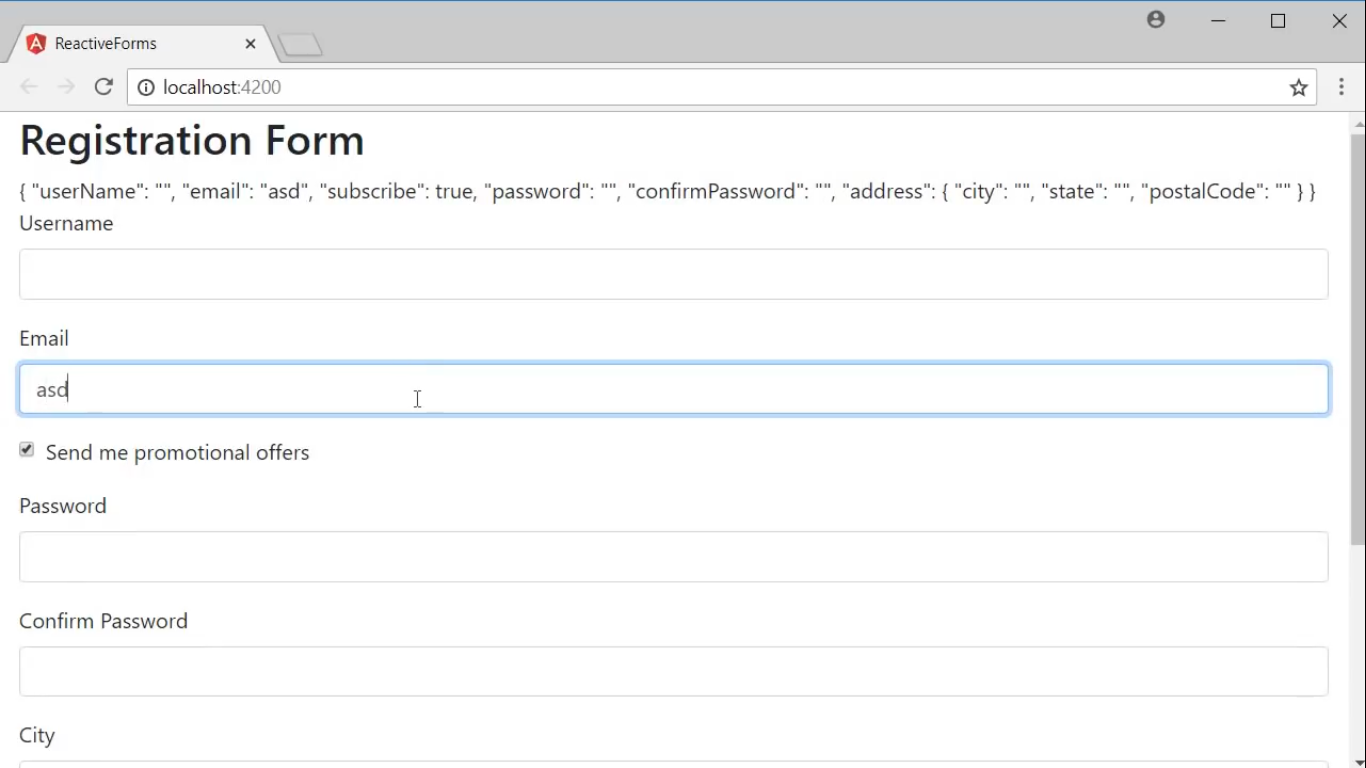 ReactiveForms
localhost:4200
Registration Form
{ "userName": "", "email": "asd", "subscribe": true, "password": "", "confirmPassword": "", "address": { "city": "", "state": "", "postalCode": "" } }
Username
Email
asd
Send me promotional offers
Password
Confirm Password
City